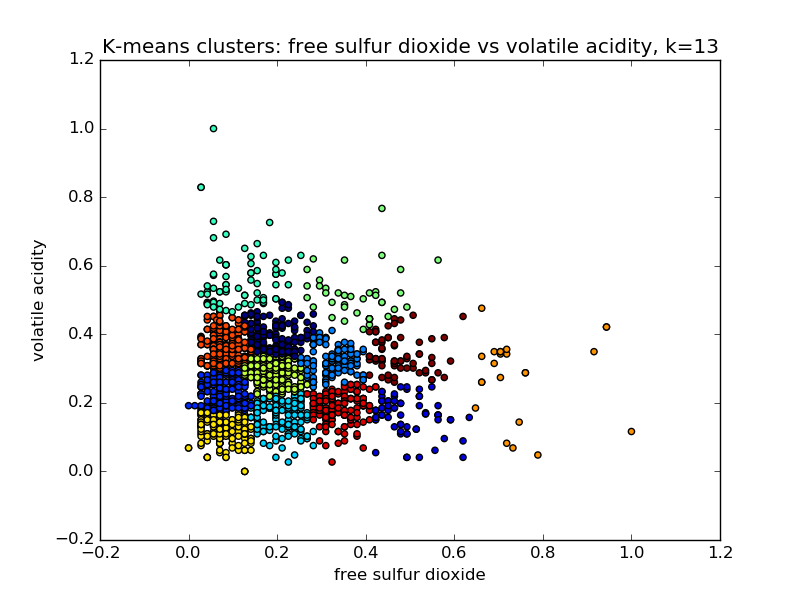 K-means clusters: free sulfur dioxide vs volatile acidity, k=13
1.2
1.0
0.8
0.6
0.4
0.2
0.0
−0.2
volatile acidity
−0.2 0.0 0.2 0.4 0.6 0.8 1.0 1.2
free sulfur dioxide